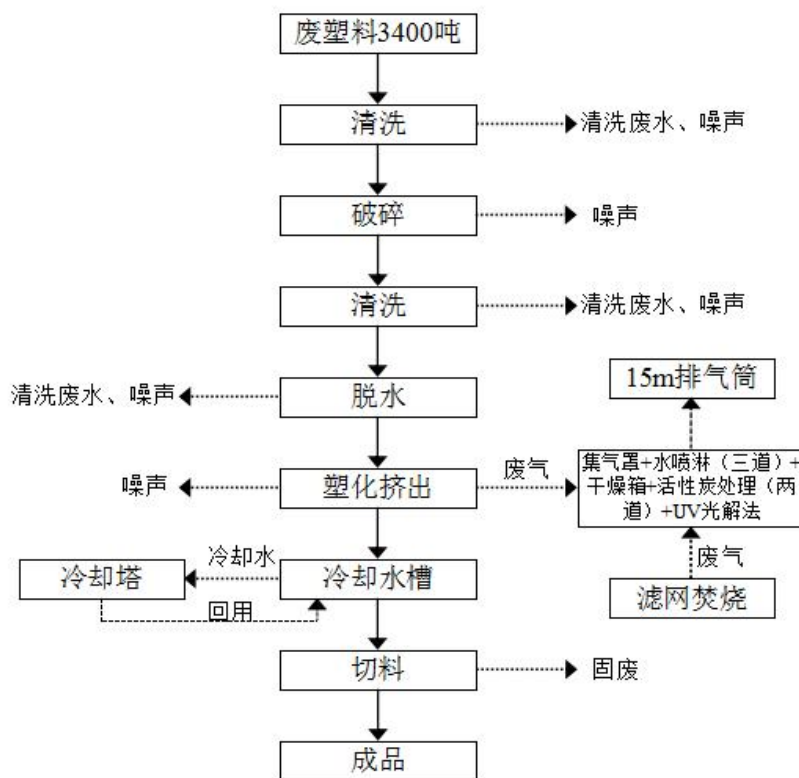 废塑料3400吨
清洗
清洗废水、噪声
破碎
噪声
清洗
清洗废水、噪声
15m排气筒
清洗废水、噪声
脱水
噪声
塑化挤出
废气
集气罩+水喷淋（三道）+
干燥箱+活性炭处理（两
道）+UV光解法
冷却塔
冷却水
回用
冷却水槽
废气
滤网焚烧
切料
固废
成品